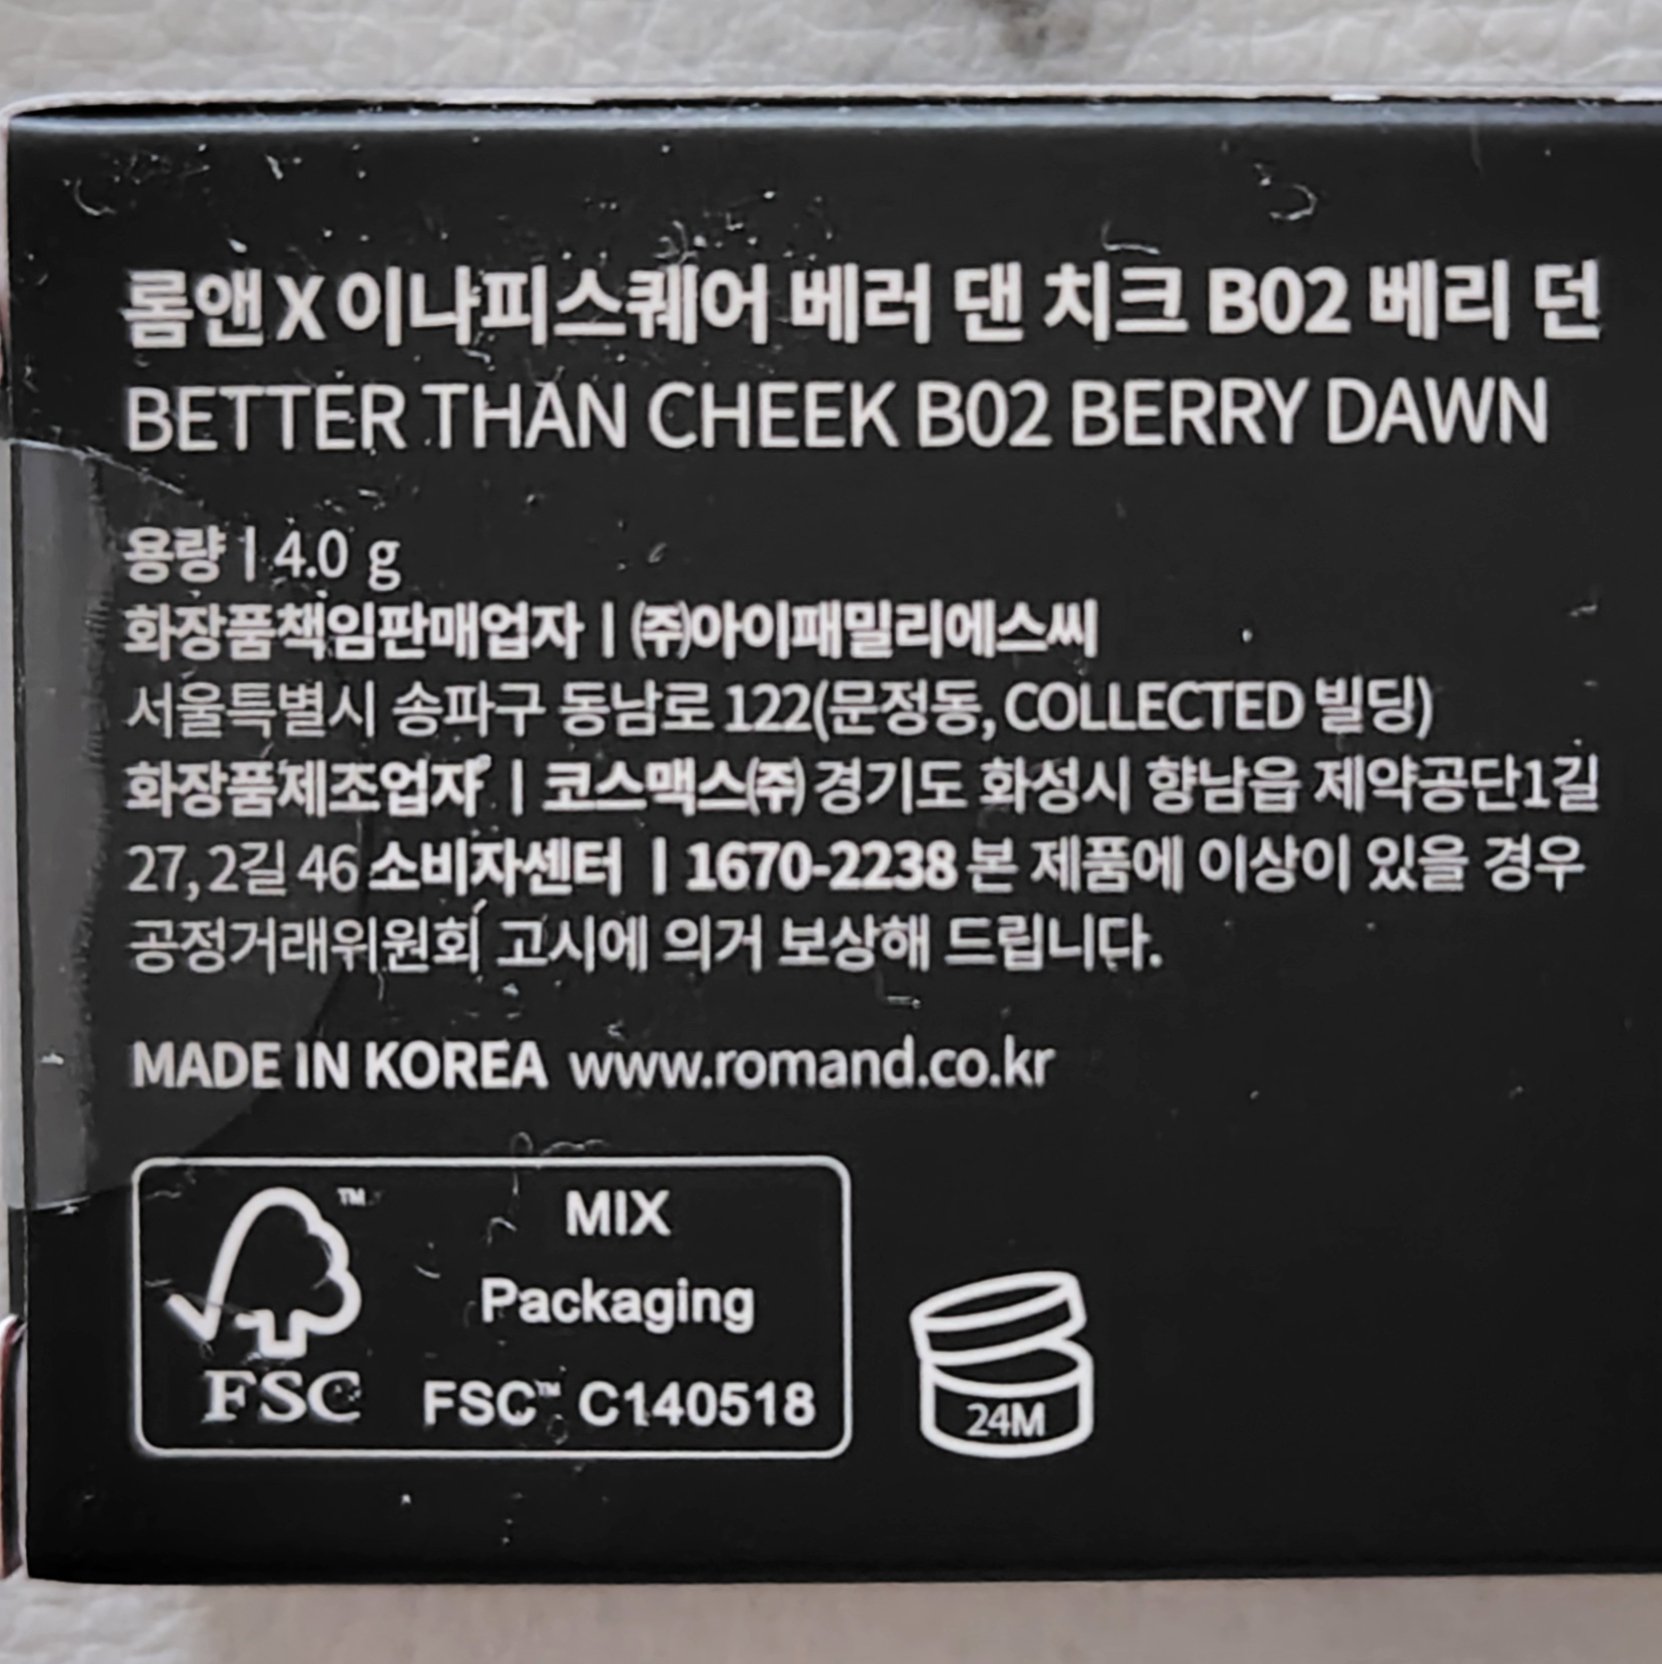 롬앤X이나피스퀘어 베러 댄 치크 B02 베리 던
BETTER THAN CHEEK B02 BERRY DAWN
용량 | 4.0 g
화장품책임판매업자 | ㈜아이패밀리에스씨
서울특별시 송파구 동남로 122(문정동, COLLECTED 빌딩)
화장품제조업자 | 코스맥스㈜ 경기도 화성시 향남읍 제약공단1길
27, 2길 46 소비자센터 | 1670-2238 본 제품에 이상이 있을 경우
공정거래위원회 고시에 의거 보상해 드립니다.
MADE IN KOREA www.romand.co.kr
™
FSC
MIX
Packaging
FSC™ C140518
24M